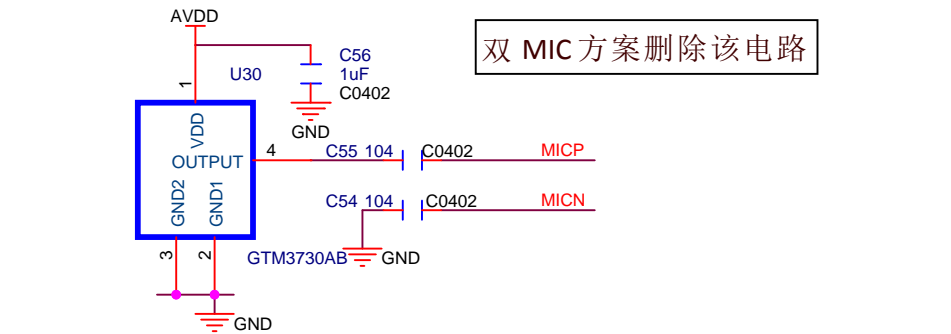 AVDD
双 MIC 方案删除该电路
C56
1uF
C0402
U30
1
GND
VDD
OUTPUT
4
C55 104
C0402
MICP
GND2
GND1
C54 104
C0402
MICN
3
2
GTM3730AB
GND
GND